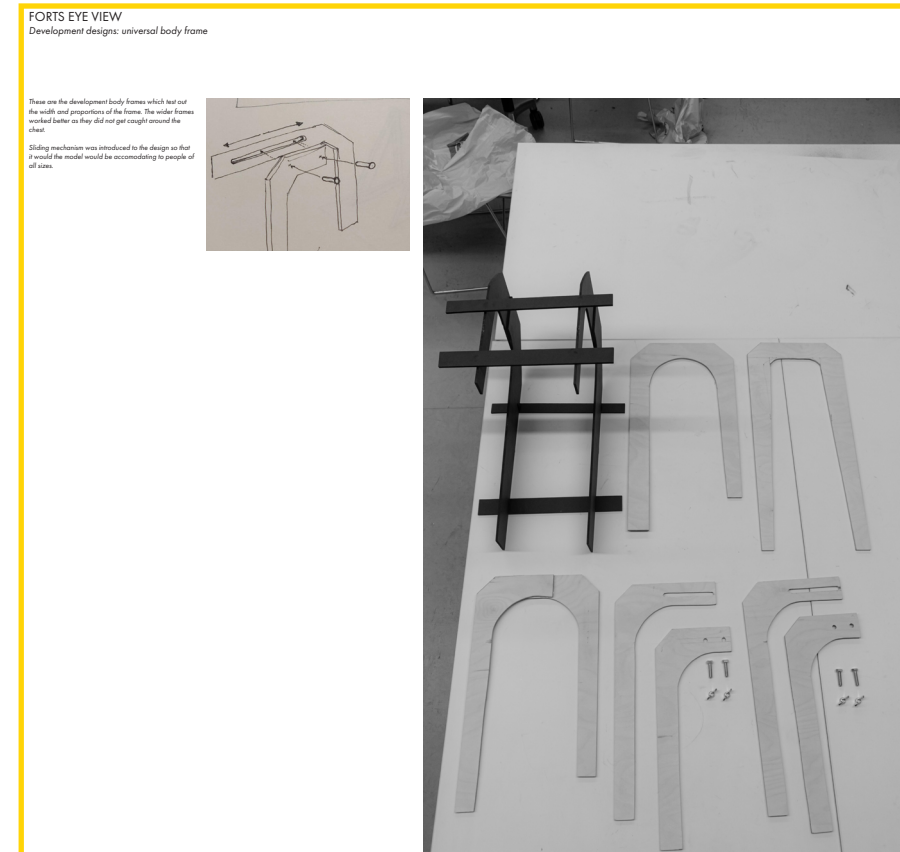 FORTS EYE VIEW
Development designs: universal body frame
These are the development body frames which test out
the width and proportions of the frame. The wider frames
worked better as they did not get caught around the
chest.
Sliding mechanism was introduced to the design so that
it would the model would be accomodating to people of
all sizes.